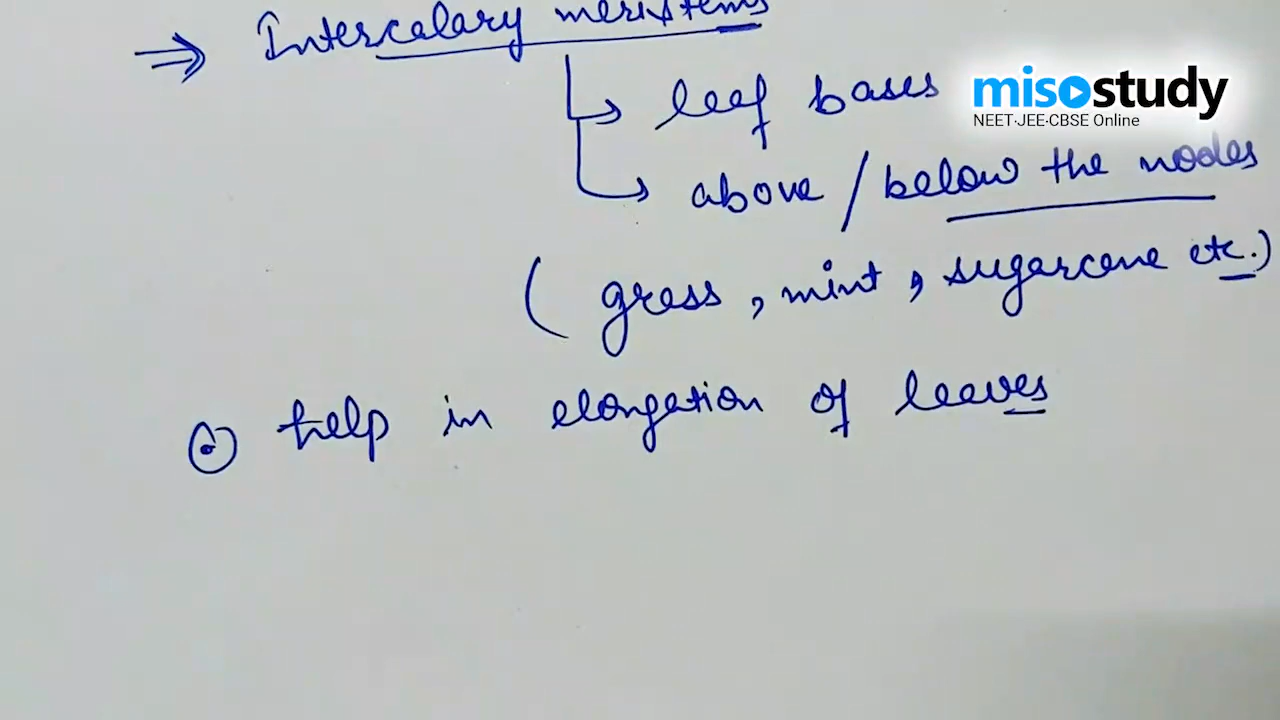 ⇒ Intercalary meristems
leaf bases
above / below the nodes
(grass, mint, sugarcane etc.)
⊙ help in elongation of leaves
misostudy
NEET-JEE-CBSE Online